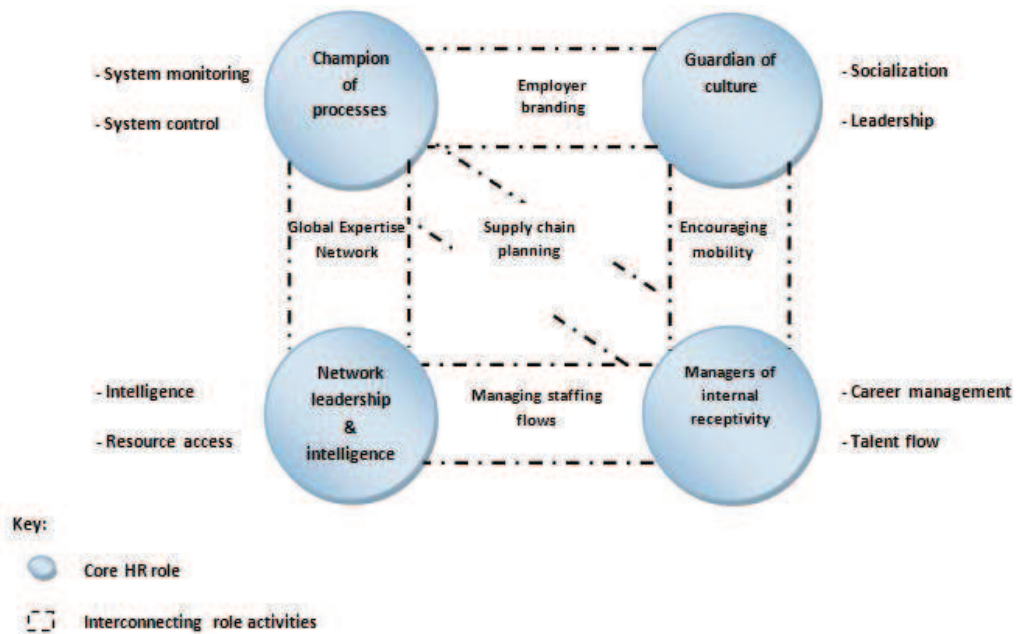 Champion
of
processes
Guardian of
culture
- System monitoring
- System control
Employer
branding
- Socialization
- Leadership
Global Expertise
Network
Supply chain
planning
Encouraging
mobility
Network
leadership
&
intelligence
Managers of
internal
receptivity
- Intelligence
- Resource access
Managing staffing
flows
- Career management
- Talent flow
Key:
Core HR role
Interconnecting role activities